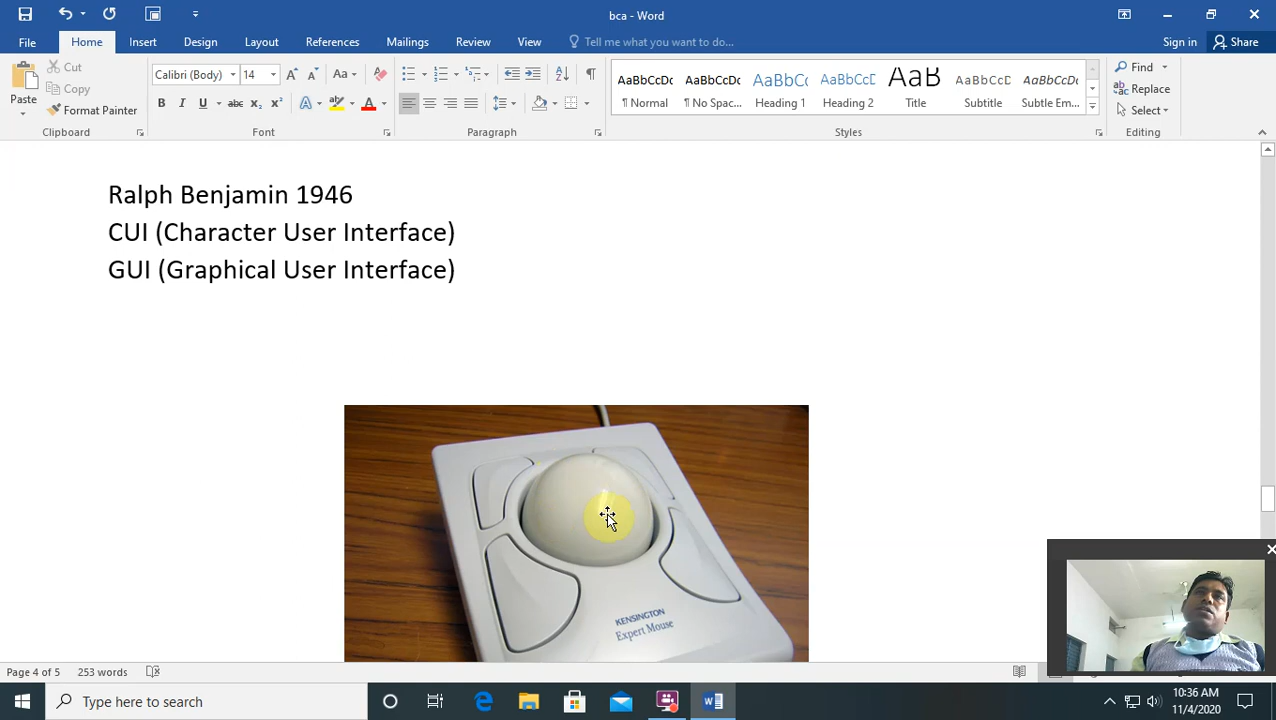 bca - Word
File Home Insert Design Layout References Mailings Review View Tell me what you want to do... Sign in Share
Cut
Copy
Format Painter
Paste
Clipboard
Calibri (Body) 14
Font
Paragraph
AaBbCcDc AaBbCcDc AaBbC AaBbCcD AaB AaBbCcD AaBbCcD
¶ Normal ¶ No Spac... Heading Heading 2 Title Subtitle Subtle Em...
Styles
Find
Replace
Select
Editing
Ralph Benjamin 1946
CUI (Character User Interface)
GUI (Graphical User Interface)
KENSINGTON
Expert Mouse
Page 4 of 5 253 words
Type here to search
10:36 AM
11/4/2020